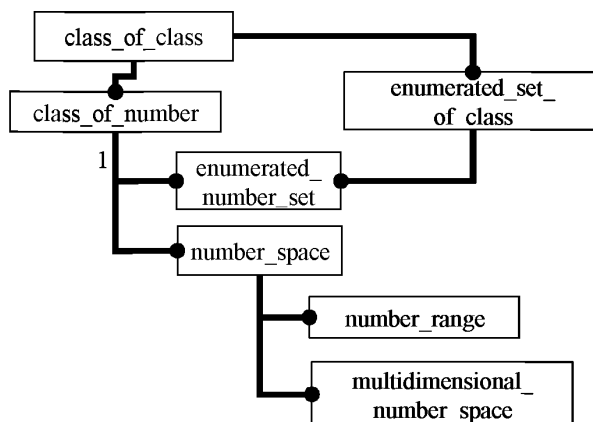 class_of_class
enumerated_set_
of_class
class_of_number
1
enumerated_
number_set
number_space
number_range
multidimensional_
number_space